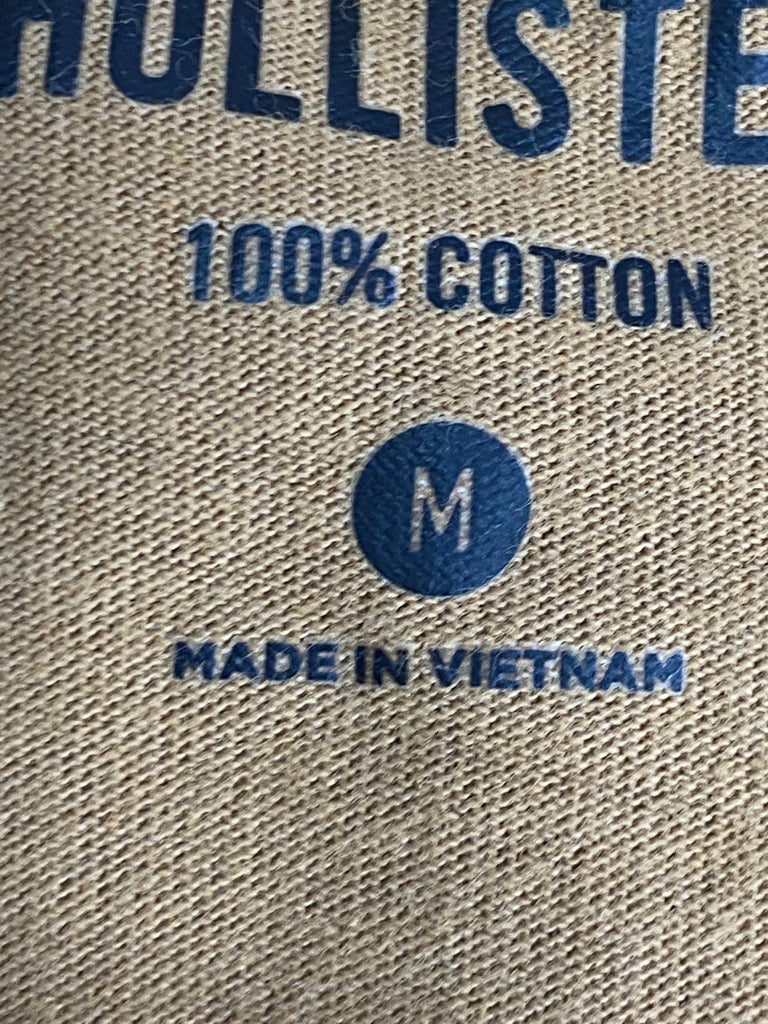 HOLLISTE
100% COTTON
M
MADE IN VIETNAM